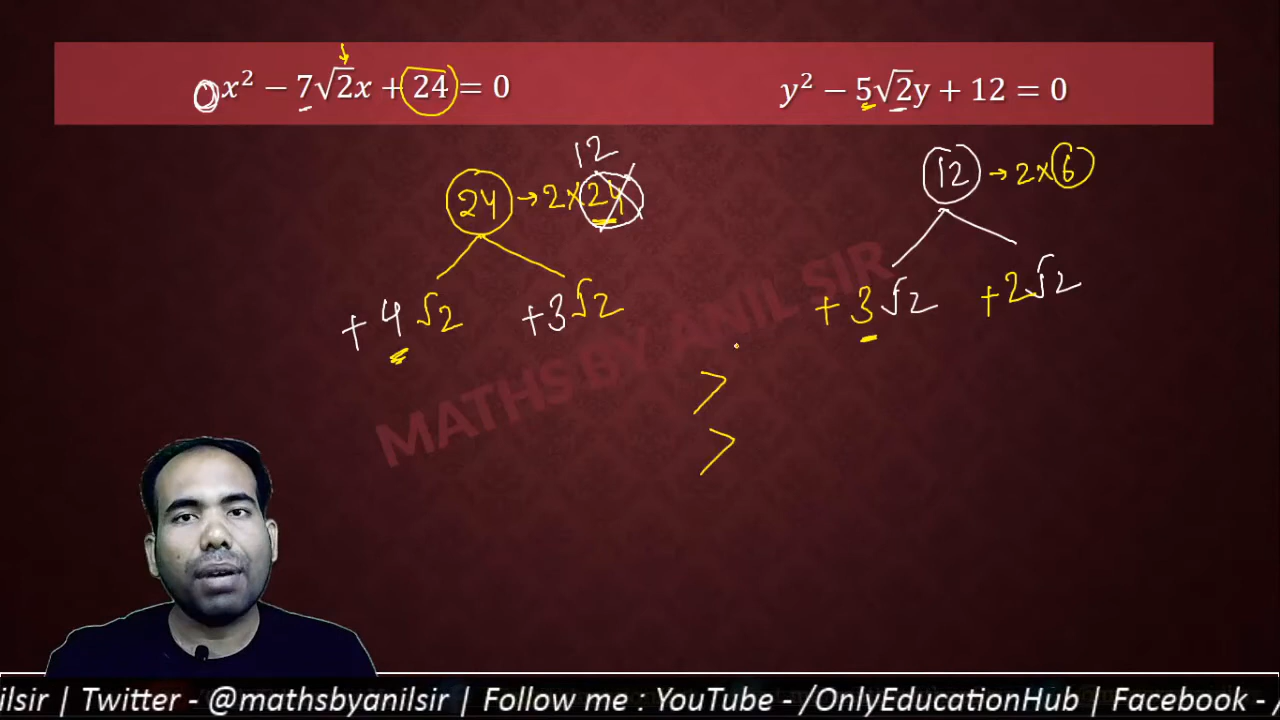 x² − 7√2x + 24 = 0
y² − 5√2y + 12 = 0
12
24 → 2×24
12 → 2×6
+4√2 +3√2
+3√2 +2√2
>
>
MATHS BY ANIL SIR
ilsir | Twitter - @mathsbyanilsir | Follow me : YouTube - /OnlyEducationHub | Facebook - /